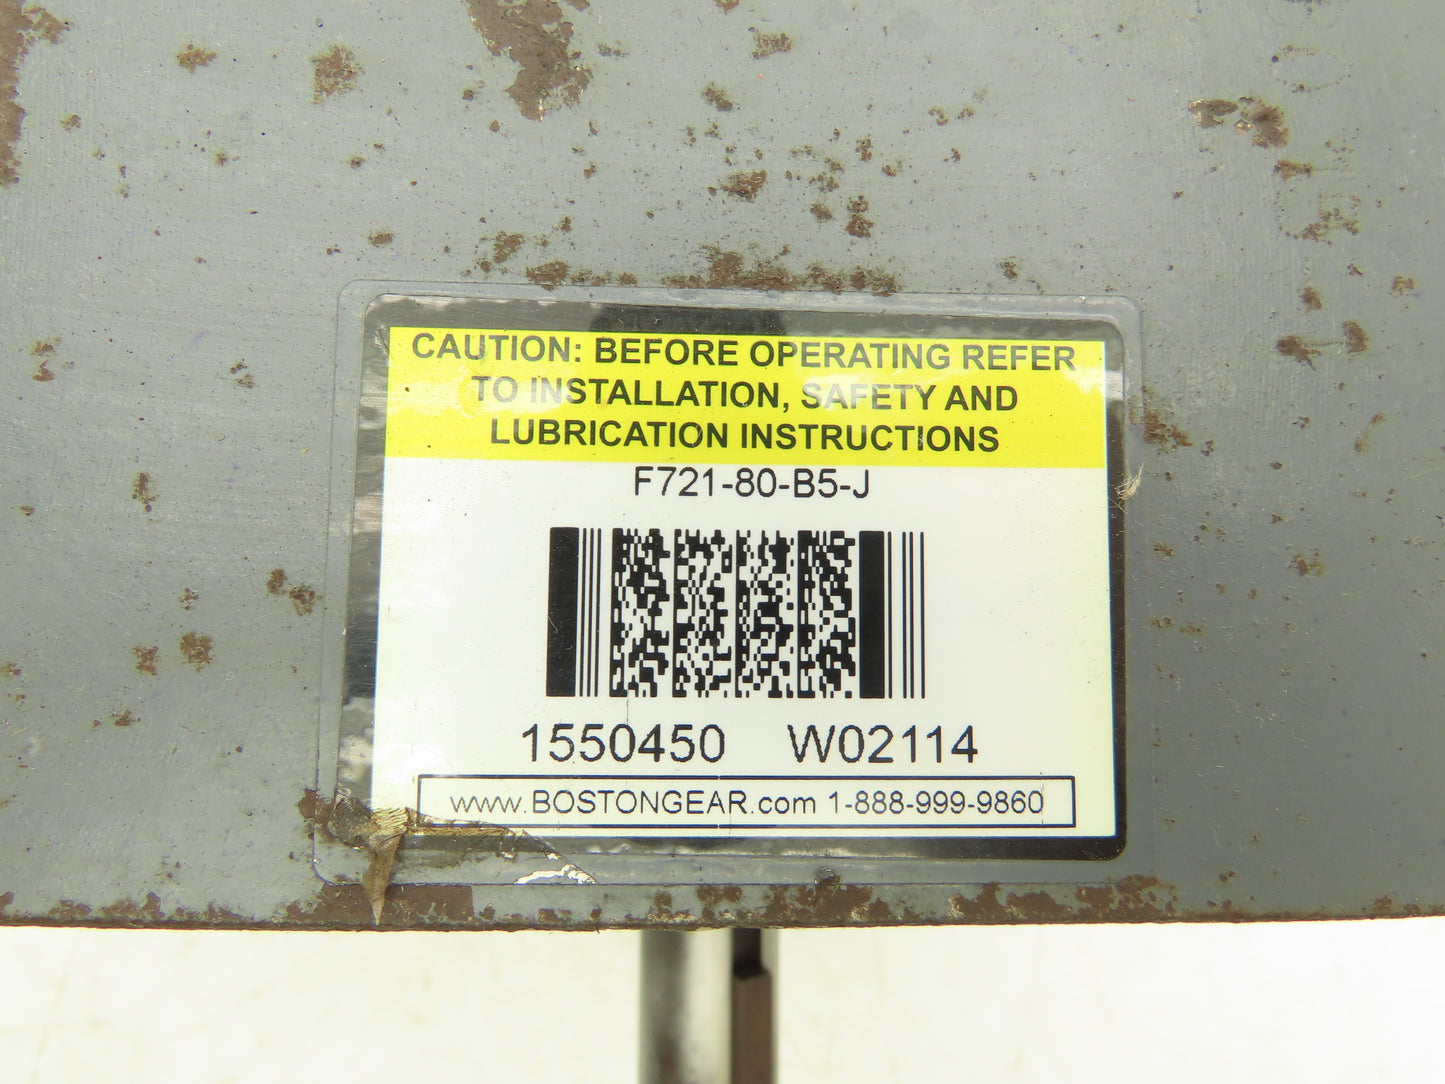 CAUTION: BEFORE OPERATING REFER
TO INSTALLATION, SAFETY AND
LUBRICATION INSTRUCTIONS
F721-80-B5-J
1550450 W02114
www.BOSTONGEAR.com 1-888-999-9860